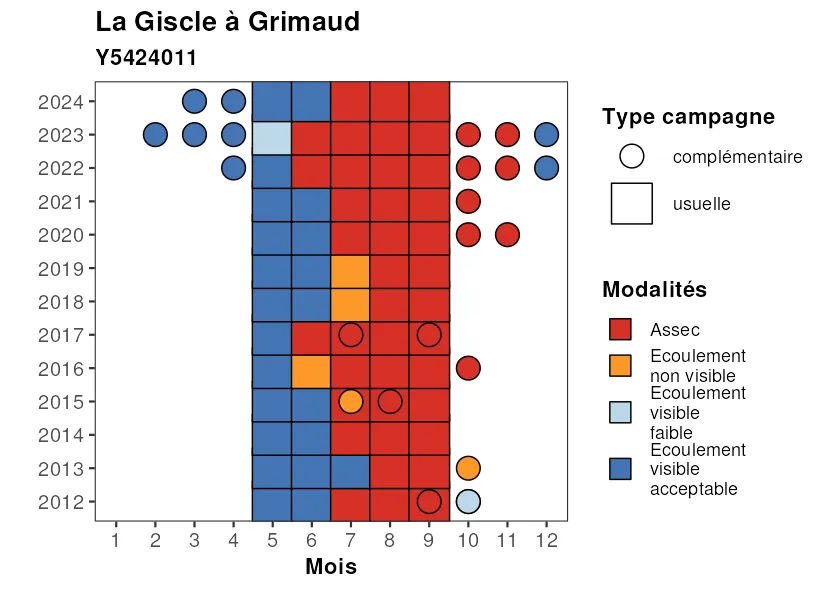 La Giscle à Grimaud
Y5424011
2024
2023
2022
2021
2020
2019
2018
2017
2016
2015
2014
2013
2012
1 2 3 4 5 6 7 8 9 10 11 12
Mois
Type campagne
complémentaire
usuelle
Modalités
Assec
Ecoulement
non visible
Ecoulement
visible
faible
Ecoulement
visible
acceptable